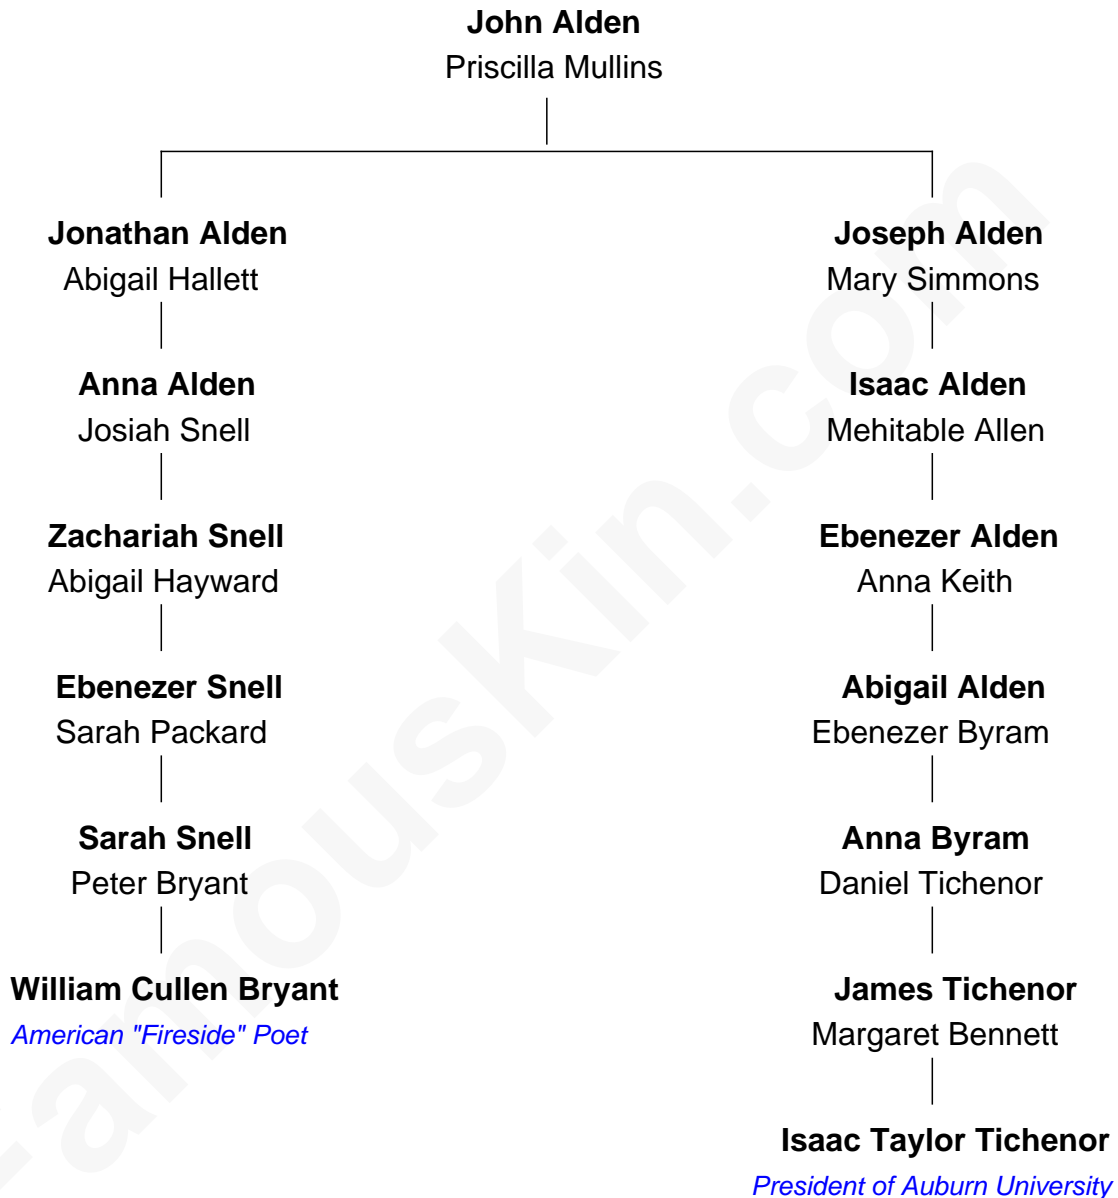 John Alden
Priscilla Mullins
Jonathan Alden
Abigail Hallett
Joseph Alden
Mary Simmons
Anna Alden
Josiah Snell
Isaac Alden
Mehitable Allen
Zachariah Snell
Abigail Hayward
Ebenezer Alden
Anna Keith
Ebenezer Snell
Sarah Packard
Abigail Alden
Ebenezer Byram
Sarah Snell
Peter Bryant
Anna Byram
Daniel Tichenor
William Cullen Bryant
American "Fireside" Poet
James Tichenor
Margaret Bennett
Isaac Taylor Tichenor
President of Auburn University
FamousKin.com